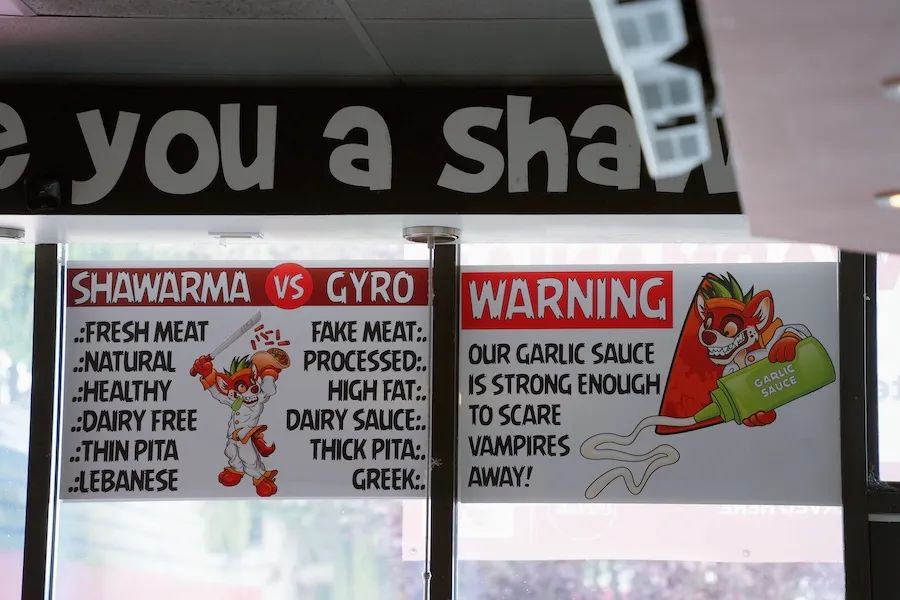 you a
SHAWARMA VS GYRO
.:FRESH MEAT
.:NATURAL
.:HEALTHY
.:DAIRY FREE
.:THIN PITA
.:LEBANESE
FAKE MEAT:.
PROCESSED:.
HIGH FAT:.
DAIRY SAUCE:.
THICK PITA:.
GREEK:.
WARNING
OUR GARLIC SAUCE
IS STRONG ENOUGH
TO SCARE
VAMPIRES
AWAY!
GARLIC
SAUCE